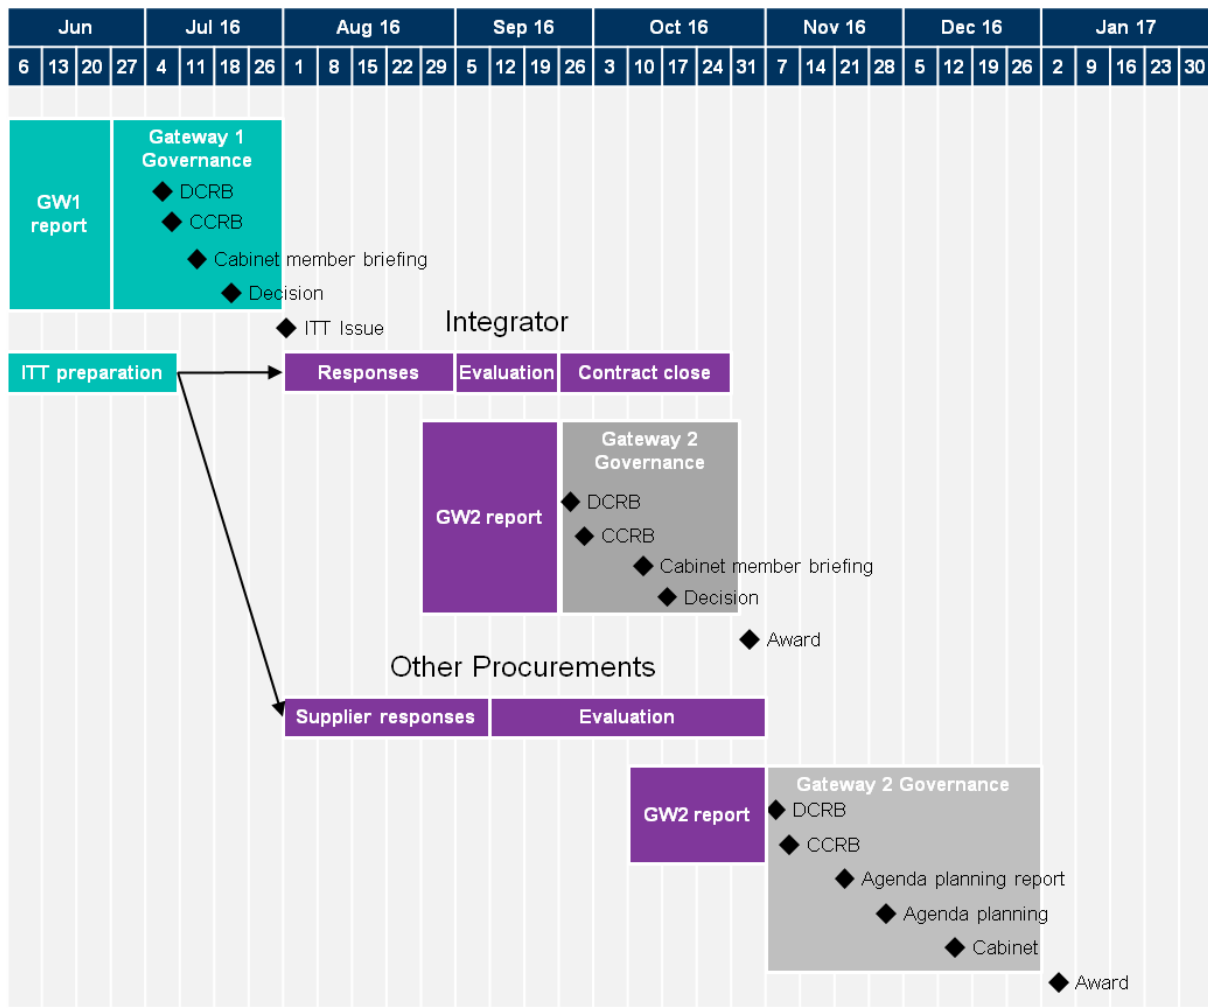 Jun Jul 16 Aug 16 Sep 16 Oct 16 Nov 16 Dec 16 Jan 17
6 13 20 27 4 11 18 26 1 8 15 22 29 5 12 19 26 3 10 17 24 31 7 14 21 28 5 12 19 26 2 9 16 23 30
GW1
report
Gateway 1
Governance
DCRB
CCRB
Cabinet member briefing
Decision
ITT Issue
Integrator
ITT preparation
Responses
Evaluation
Contract close
GW2 report
Gateway 2
Governance
DCRB
CCRB
Cabinet member briefing
Decision
Award
Other Procurements
Supplier responses
Evaluation
GW2 report
Gateway 2 Governance
DCRB
CCRB
Agenda planning report
Agenda planning
Cabinet
Award